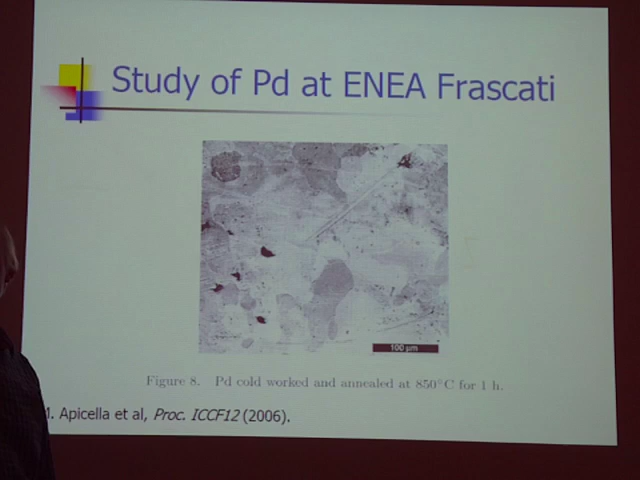 Study of Pd at ENEA Frascati
100 µm
Figure 8. Pd cold worked and annealed at 850°C for 1 h.
M. Apicella et al, Proc. ICCF12 (2006).